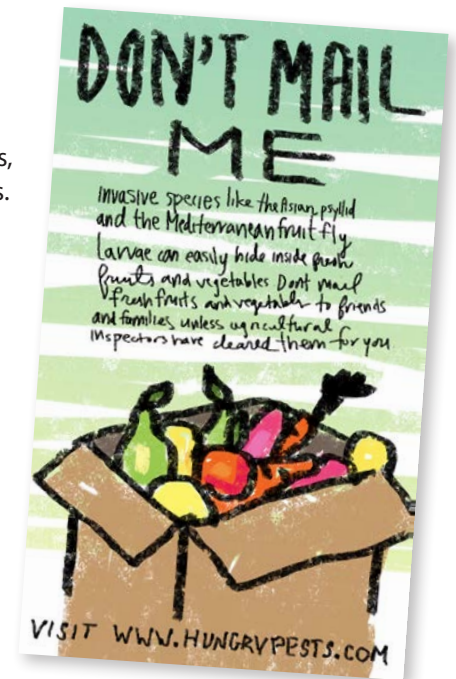 s,
s.
DON'T MAIL
ME
Invasive species like the Asian psyllid
and the Mediterranean fruit fly
Larvae can easily hide inside fresh
fruits and vegetables Dont mail
fresh fruits and vegetables to friends
and families unless agricultural
inspectors have cleared them for you.
VISIT WWW.HUNGRYPESTS.COM